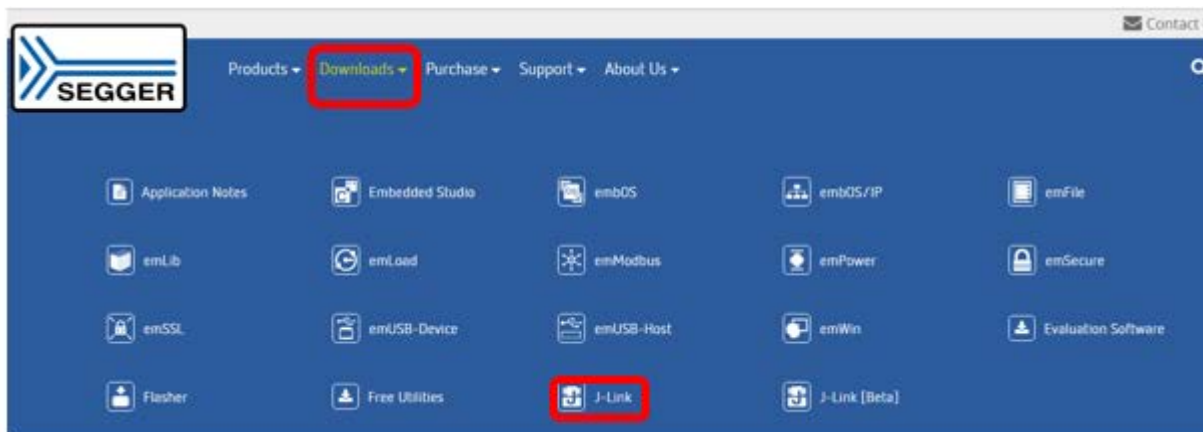 Contact
SEGGER
Products Downloads Purchase Support About Us
Application Notes Embedded Studio embOS embOS/IP emFile
emLib emLoad emModbus emPower emSecure
emSSL emUSB-Device emUSB-Host emWin Evaluation Software
Flasher Free Utilities J-Link J-Link [Beta]